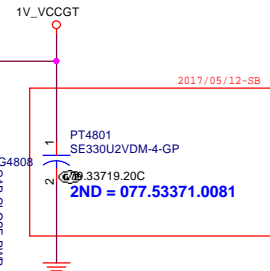 1V_VCCGT
2017/05/12-SB
1
PT4801
SE330U2VDM-4-GP
G4808
2
.33719.20C
2ND = 077.53371.0081